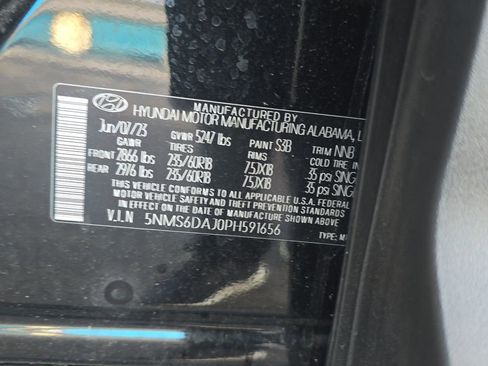 MANUFACTURED BY
HYUNDAI MOTOR MANUFACTURING ALABAMA, L
Jun/07/23 GVWR 5247 lbs PAINT S3B TRIM NNB
GAWR TIRES RIMS COLD TIRE
FRONT 2866 lbs 235/60R18 7.5JX18 35 psi SNG
REAR 2976 lbs 235/60R18 7.5JX18 35 psi SNG
THIS VEHICLE CONFORMS TO ALL APPLICABLE U.S.A. FEDERAL
MOTOR VEHICLE SAFETY AND THEFT PREVENTION STANDARDS
IN EFFECT ON THE DATE OF MANUFACTURE SHOWN ABOVE.
V.I.N 5NMS6DAJ0PH591656
TYPE: